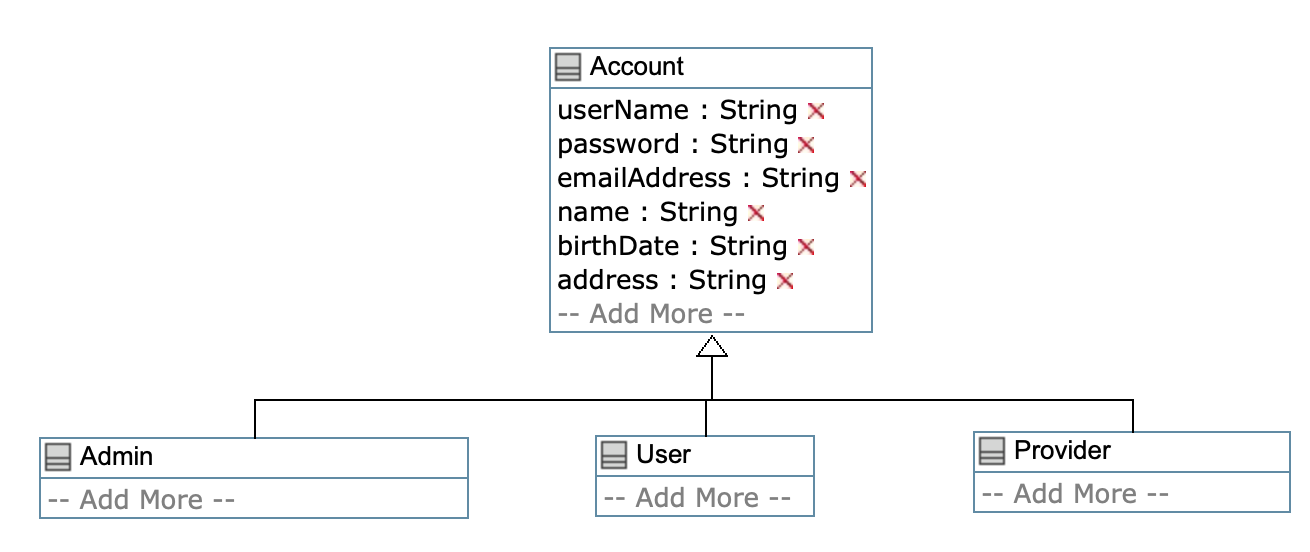 Account
userName : String
password : String
emailAddress : String
name : String
birthDate : String
address : String
-- Add More --
Admin
-- Add More --
User
-- Add More --
Provider
-- Add More --